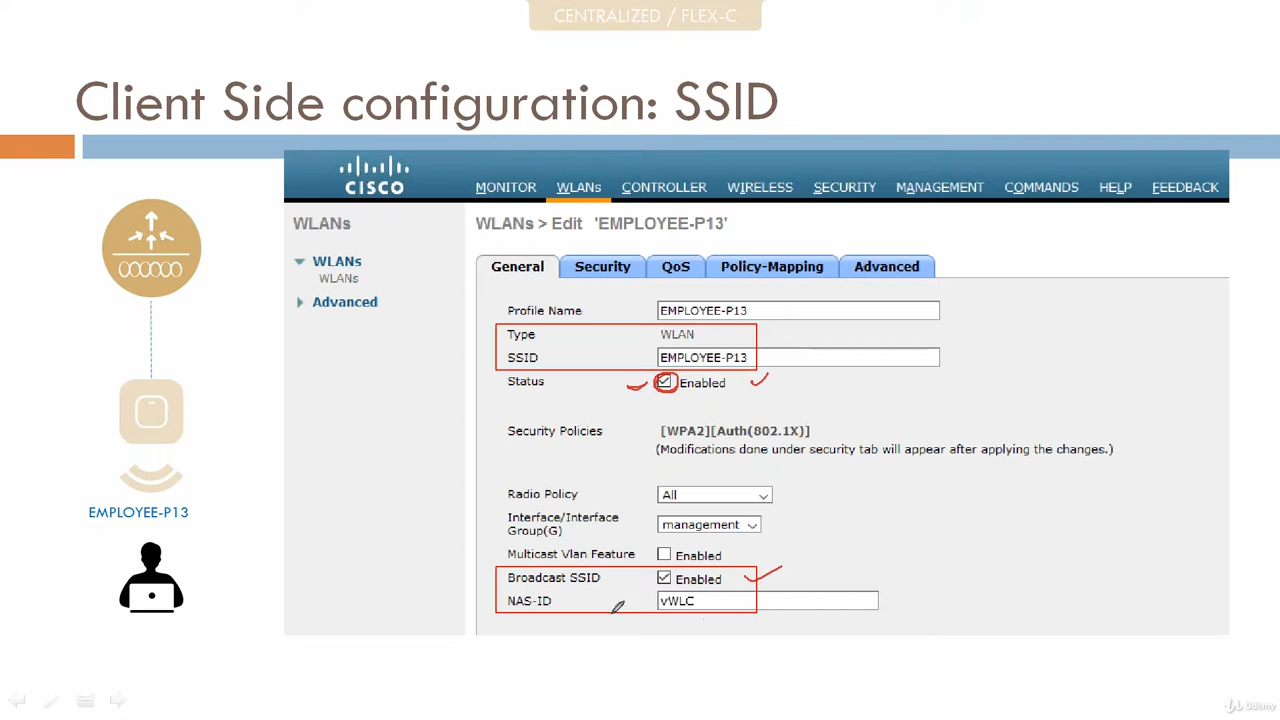 CENTRALIZED / FLEX-C
Client Side configuration: SSID
CISCO
MONITOR WLANs CONTROLLER WIRELESS SECURITY MANAGEMENT COMMANDS HELP FEEDBACK
WLANs
WLANs
WLANs
Advanced
WLANs > Edit 'EMPLOYEE-P13'
General Security QoS Policy-Mapping Advanced
Profile Name EMPLOYEE-P13
Type WLAN
SSID EMPLOYEE-P13
Status Enabled
Security Policies [WPA2][Auth(802.1X)]
(Modifications done under security tab will appear after applying the changes.)
Radio Policy All
Interface/Interface
Group(G) management
Multicast Vlan Feature Enabled
Broadcast SSID Enabled
NAS-ID vWLC
EMPLOYEE-P13
Udemy